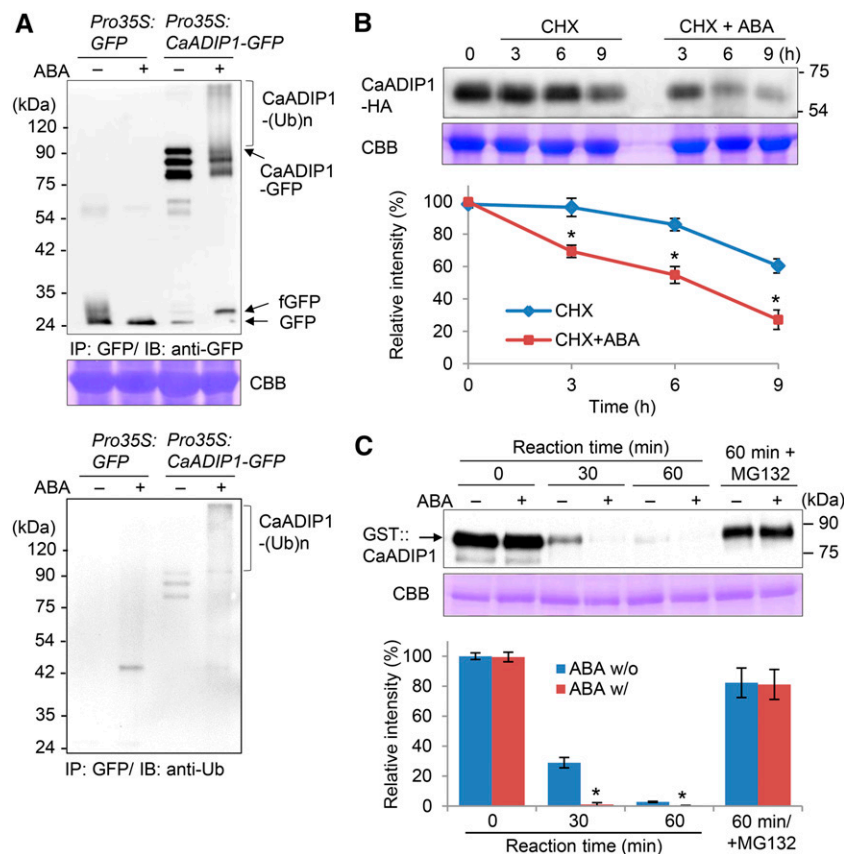 A
Pro35S: Pro35S:
GFP CaADIP1-GFP
ABA – + – +
(kDa)
120
90
75
54
42
35
24
CaADIP1
-(Ub)n
CaADIP1
-GFP
fGFP
GFP
IP: GFP/ IB: anti-GFP
CBB
Pro35S: Pro35S:
GFP CaADIP1-GFP
ABA – + – +
(kDa)
120
90
75
54
42
35
24
CaADIP1
-(Ub)n
IP: GFP/ IB: anti-Ub
B
CHX CHX + ABA
0 3 6 9 3 6 9 (h)
CaADIP1
-HA
75
54
CBB
Relative intensity (%)
100
80
60
40
20
0
* * *
CHX
CHX+ABA
0 3 6 9
Time (h)
C
Reaction time (min) 60 min +
0 30 60 MG132
ABA – + – + – + – + (kDa)
GST::
CaADIP1
90
75
CBB
Relative intensity (%)
100
80
60
40
20
0
ABA w/o
ABA w/
* *
0 30 60 60 min/
Reaction time (min) +MG132